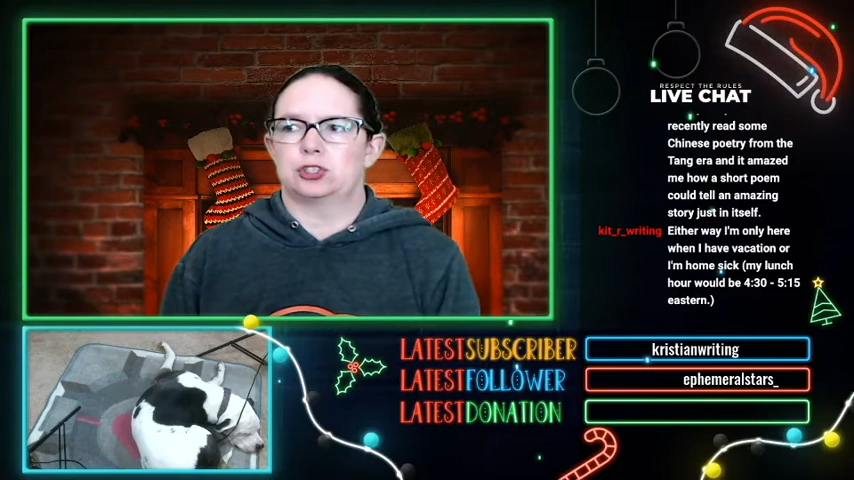 RESPECT THE RULES
LIVE CHAT
recently read some
Chinese poetry from the
Tang era and it amazed
me how a short poem
could tell an amazing
story just in itself.
kit_r_writing Either way I'm only here
when I have vacation or
I'm home sick (my lunch
hour would be 4:30 - 5:15
eastern.)
LATESTSUBSCRIBER kristianwriting
LATESTFOLLOWER ephemeralstars_
LATESTDONATION